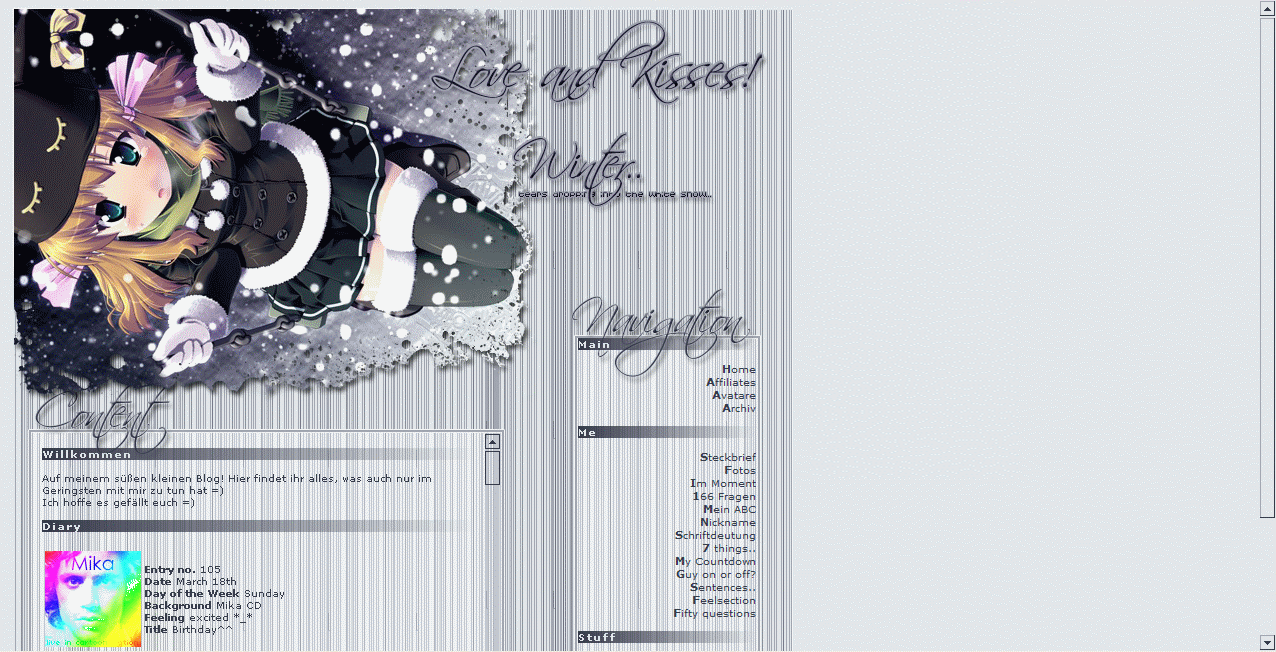 Love and Kisses!
Winter..
tears dropping into the white snow..
Navigation
Main
Home
Affiliates
Avatare
Archiv
Me
Steckbrief
Fotos
Im Moment
166 Fragen
Mein ABC
Nickname
Schriftdeutung
7 things..
My Countdown
Guy on or off?
Sentences..
Feelsection
Fifty questions
Stuff
Content
Willkommen
Auf meinem süßen kleinen Blog! Hier findet ihr alles, was auch nur im
Geringsten mit mir zu tun hat =)
Ich hoffe es gefällt euch =)
Diary
Mika
live in cartoon motion
Entry no. 105
Date March 18th
Day of the Week Sunday
Background Mika CD
Feeling excited *_*
Title Birthday^^